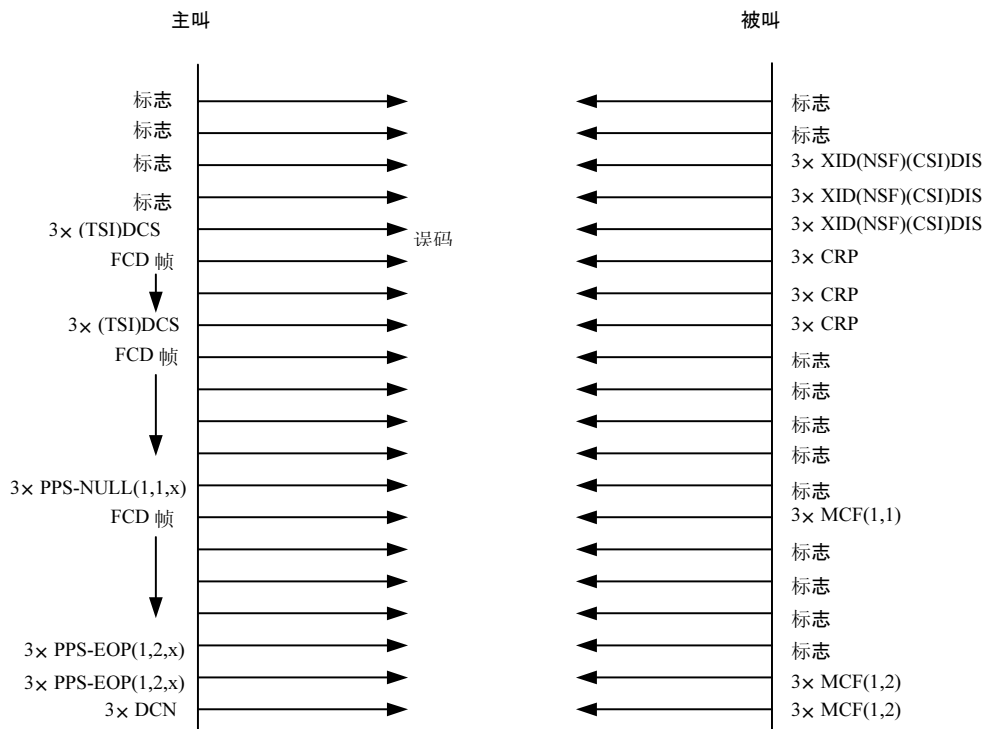 主叫 被叫
标志 标志
标志 标志
标志 3× XID(NSF)(CSI)DIS
标志 3× XID(NSF)(CSI)DIS
3× (TSI)DCS 误码 3× XID(NSF)(CSI)DIS
FCD 帧 3× CRP
3× CRP
3× (TSI)DCS 3× CRP
FCD 帧 标志
标志
标志
标志
3× PPS-NULL(1,1,x) 标志
FCD 帧 3× MCF(1,1)
标志
标志
标志
3× PPS-EOP(1,2,x) 标志
3× PPS-EOP(1,2,x) 3× MCF(1,2)
3× DCN 3× MCF(1,2)